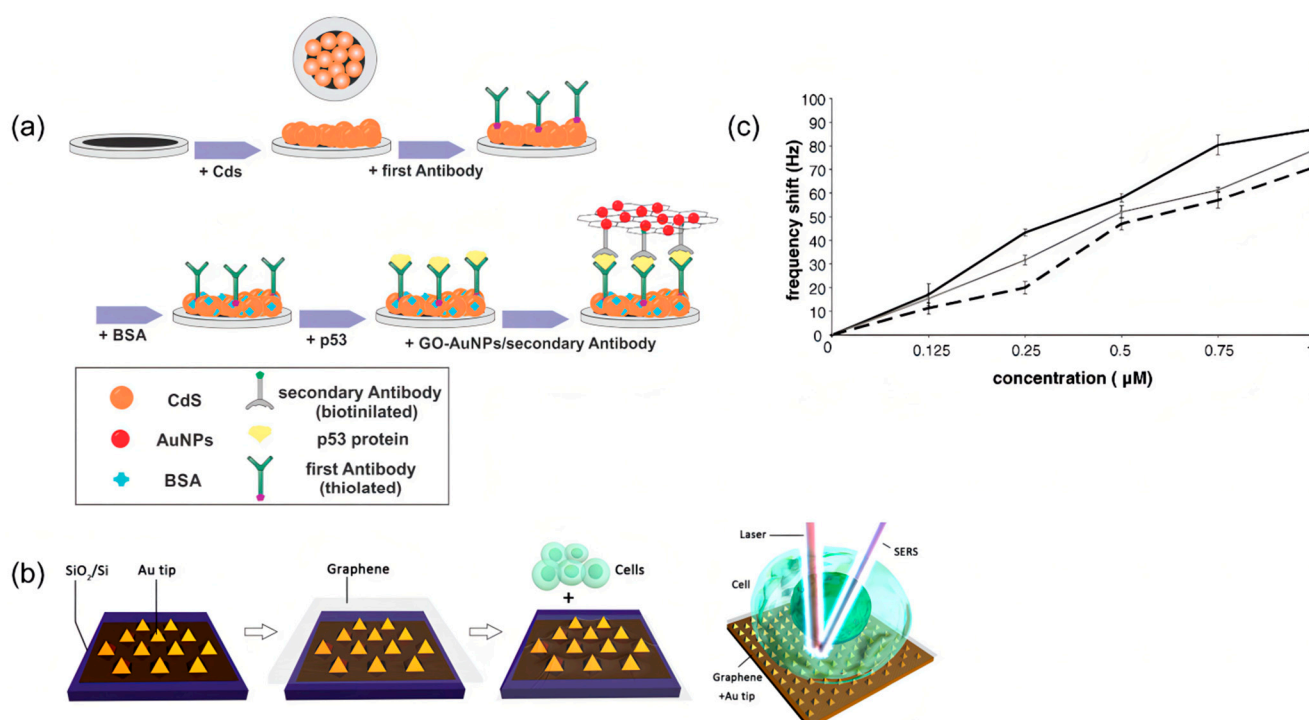 (a)
+ Cds
+ first Antibody
+ BSA
+ p53
+ GO-AuNPs/secondary Antibody
CdS
secondary Antibody
(biotinilated)
AuNPs
p53 protein
BSA
first Antibody
(thiolated)
(c)
frequency shift (Hz)
100
90
80
70
60
50
40
30
20
10
0
0
0.125
0.25
0.5
0.75
1
concentration ( µM)
(b)
SiO2/Si
Au tip
Graphene
Cells
+
Laser
SERS
Cell
Graphene
+Au tip